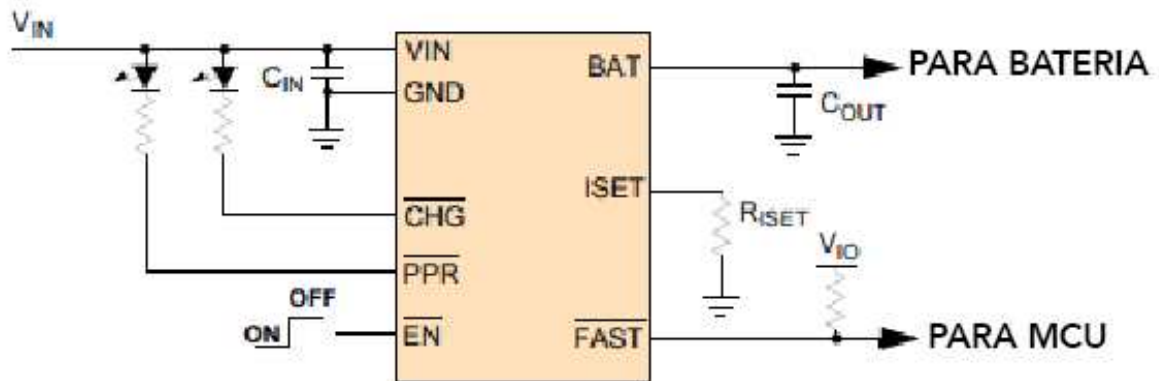 VIN
VIN
CIN
GND
BAT
PARA BATERIA
COUT
ISET
RISET
CHG
VIO
PPR
OFF
ON
EN
FAST
PARA MCU